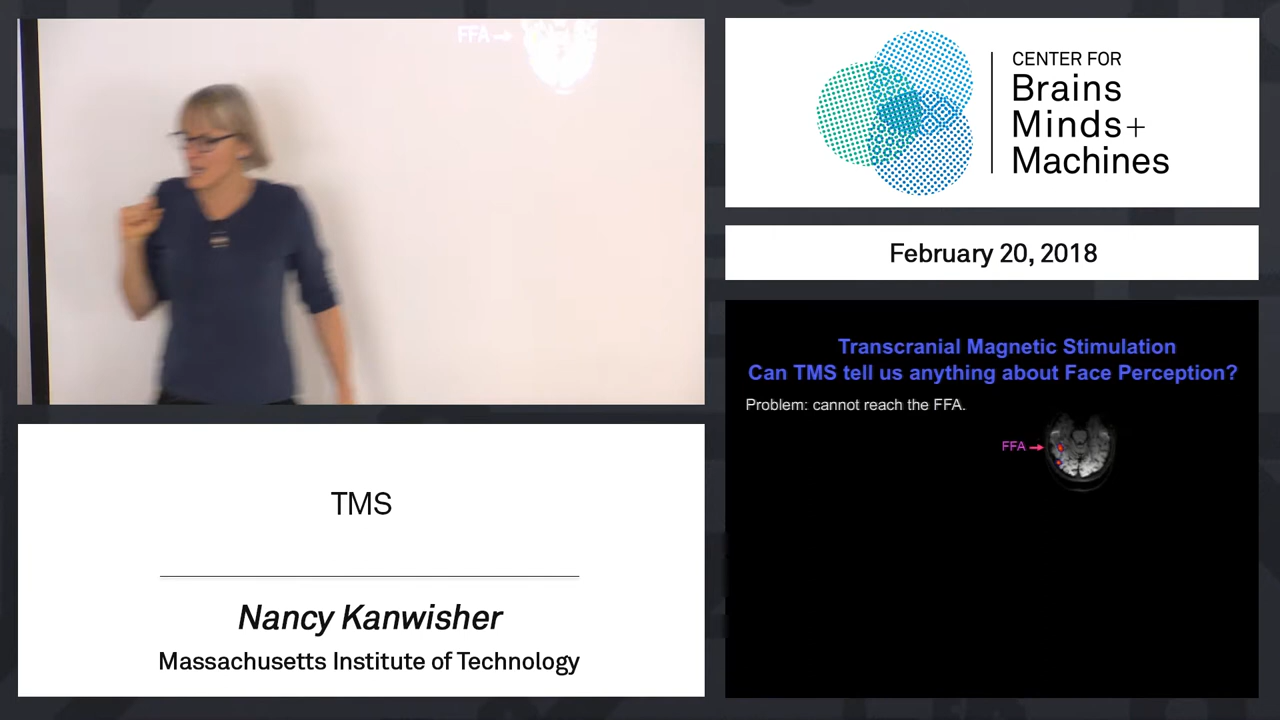 FFA→
CENTER FOR
Brains
Minds+
Machines
February 20, 2018
Transcranial Magnetic Stimulation
Can TMS tell us anything about Face Perception?
Problem: cannot reach the FFA.
FFA
TMS
Nancy Kanwisher
Massachusetts Institute of Technology